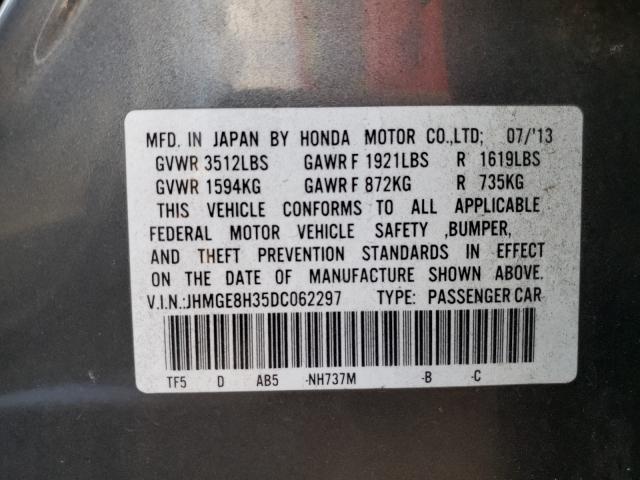 MFD. IN JAPAN BY HONDA MOTOR CO.,LTD; 07/'13
GVWR 3512LBS GAWR F 1921LBS R 1619LBS
GVWR 1594KG GAWR F 872KG R 735KG
THIS VEHICLE CONFORMS TO ALL APPLICABLE
FEDERAL MOTOR VEHICLE SAFETY ,BUMPER,
AND THEFT PREVENTION STANDARDS IN EFFECT
ON THE DATE OF MANUFACTURE SHOWN ABOVE.
V.I.N.:JHMGE8H35DC062297 TYPE: PASSENGER CAR
TF5 D AB5 -NH737M -B -C